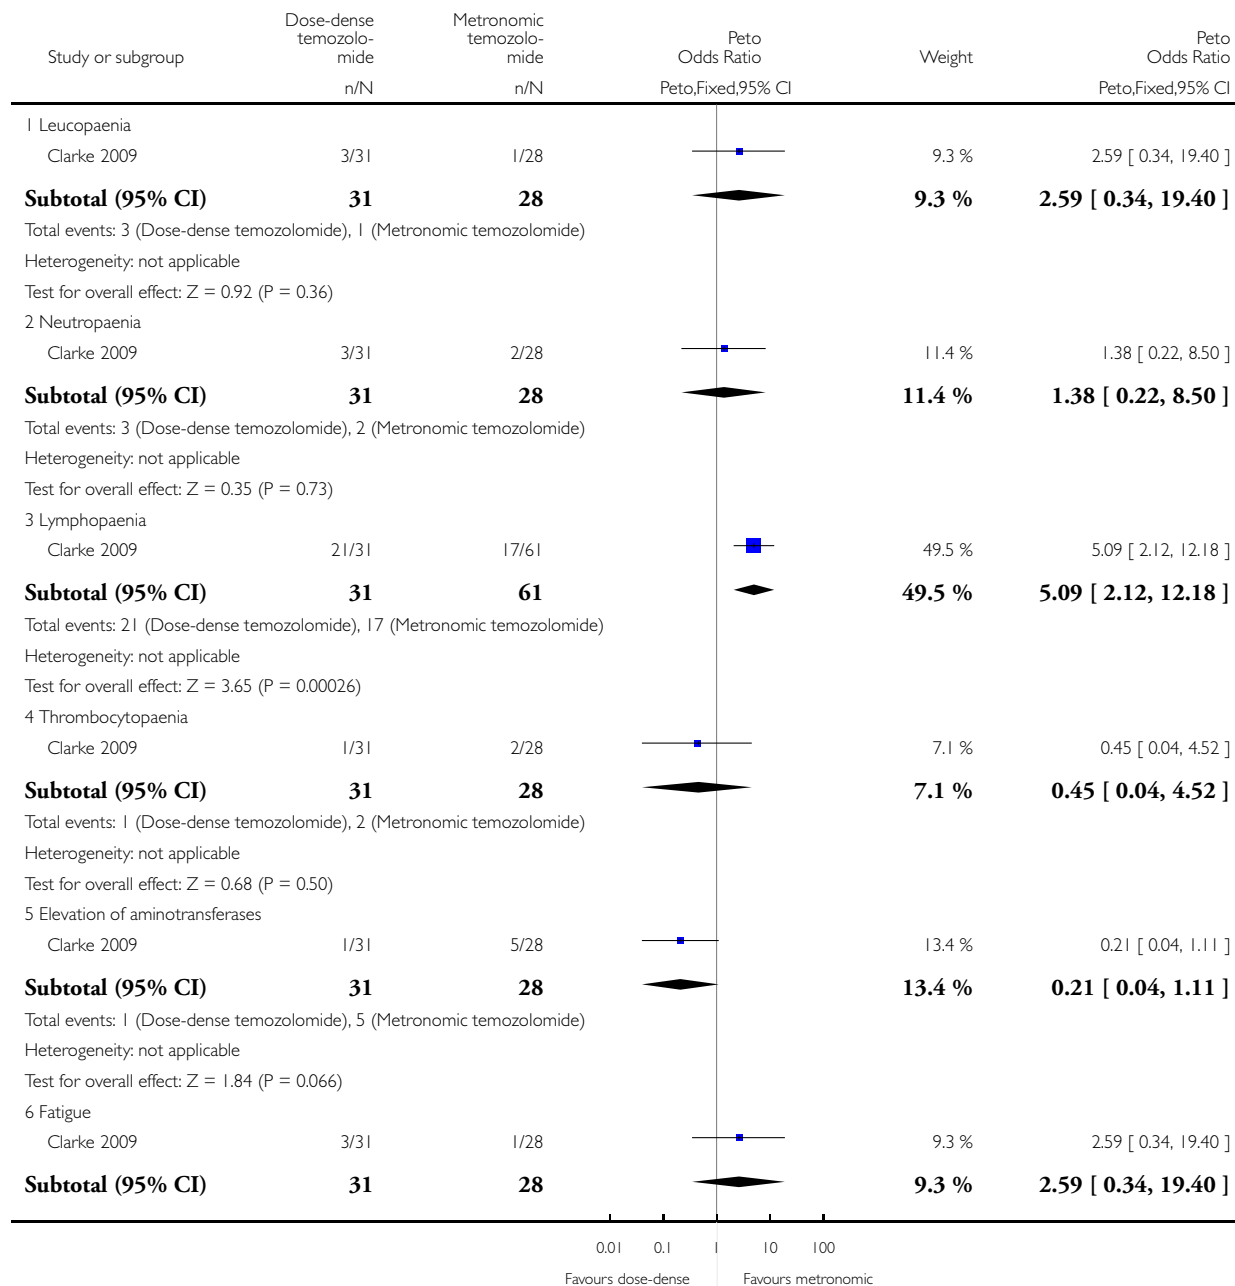 Study or subgroup Dose-dense temozolo- mide Metronomic temozolo- mide Peto Odds Ratio Weight Peto Odds Ratio
n/N n/N Peto,Fixed,95% CI Peto,Fixed,95% CI
1 Leucopaenia
Clarke 2009 3/31 1/28 9.3 % 2.59 [ 0.34, 19.40 ]
Subtotal (95% CI) 31 28 9.3 % 2.59 [ 0.34, 19.40 ]
Total events: 3 (Dose-dense temozolomide), 1 (Metronomic temozolomide)
Heterogeneity: not applicable
Test for overall effect: Z = 0.92 (P = 0.36)
2 Neutropaenia
Clarke 2009 3/31 2/28 11.4 % 1.38 [ 0.22, 8.50 ]
Subtotal (95% CI) 31 28 11.4 % 1.38 [ 0.22, 8.50 ]
Total events: 3 (Dose-dense temozolomide), 2 (Metronomic temozolomide)
Heterogeneity: not applicable
Test for overall effect: Z = 0.35 (P = 0.73)
3 Lymphopaenia
Clarke 2009 21/31 17/61 49.5 % 5.09 [ 2.12, 12.18 ]
Subtotal (95% CI) 31 61 49.5 % 5.09 [ 2.12, 12.18 ]
Total events: 21 (Dose-dense temozolomide), 17 (Metronomic temozolomide)
Heterogeneity: not applicable
Test for overall effect: Z = 3.65 (P = 0.00026)
4 Thrombocytopaenia
Clarke 2009 1/31 2/28 7.1 % 0.45 [ 0.04, 4.52 ]
Subtotal (95% CI) 31 28 7.1 % 0.45 [ 0.04, 4.52 ]
Total events: 1 (Dose-dense temozolomide), 2 (Metronomic temozolomide)
Heterogeneity: not applicable
Test for overall effect: Z = 0.68 (P = 0.50)
5 Elevation of aminotransferases
Clarke 2009 1/31 5/28 13.4 % 0.21 [ 0.04, 1.11 ]
Subtotal (95% CI) 31 28 13.4 % 0.21 [ 0.04, 1.11 ]
Total events: 1 (Dose-dense temozolomide), 5 (Metronomic temozolomide)
Heterogeneity: not applicable
Test for overall effect: Z = 1.84 (P = 0.066)
6 Fatigue
Clarke 2009 3/31 1/28 9.3 % 2.59 [ 0.34, 19.40 ]
Subtotal (95% CI) 31 28 9.3 % 2.59 [ 0.34, 19.40 ]
0.01 0.1 1 10 100
Favours dose-dense Favours metronomic